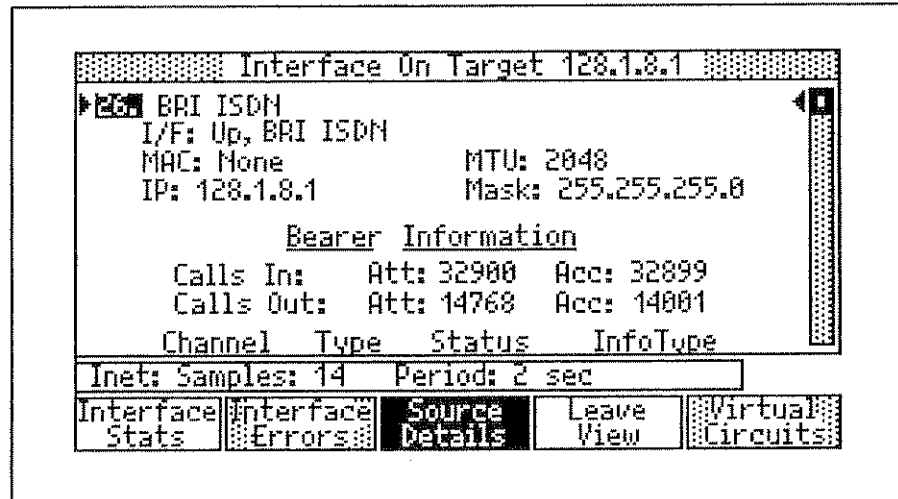 Interface On Target 128.1.8.1
BRI ISDN
I/F: Up, BRI ISDN
MAC: None MTU: 2048
IP: 128.1.8.1 Mask: 255.255.255.0
Bearer Information
Calls In: Att: 32900 Acc: 32899
Calls Out: Att: 14768 Acc: 14001
Channel Type Status InfoType
Inet: Samples: 14 Period: 2 sec
Interface Stats
Interface Errors
Source Details
Leave View
Virtual Circuits